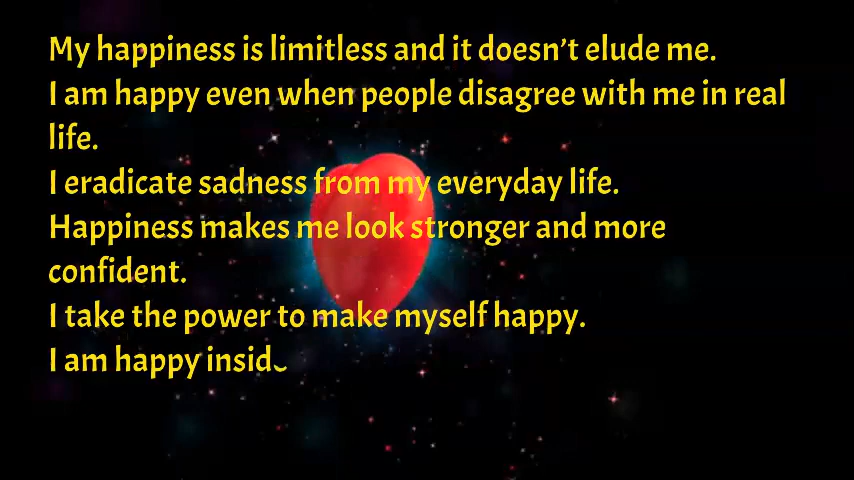 My happiness is limitless and it doesn’t elude me.
I am happy even when people disagree with me in real
life.
I eradicate sadness from my everyday life.
Happiness makes me look stronger and more
confident.
I take the power to make myself happy.
I am happy insid